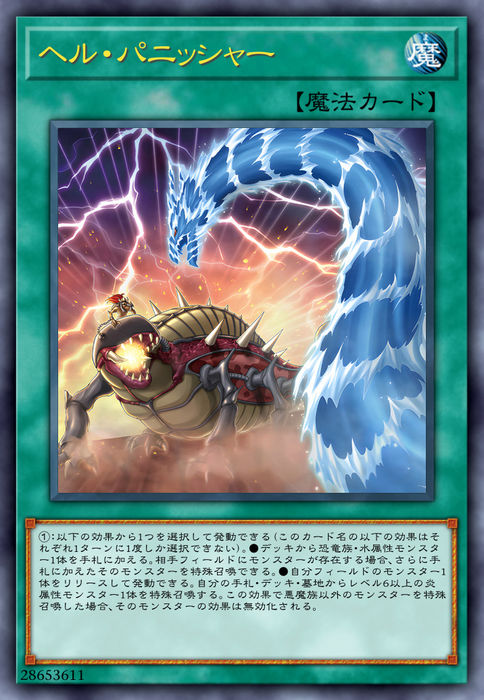 ヘル・パニッシャー
魔
【魔法カード】
①：以下の効果から1つを選択して発動できる（このカード名の以下の効果はそ
れぞれ1ターンに1度しか選択できない）。●デッキから恐竜族・水属性モンスタ
ー1体を手札に加える。相手フィールドにモンスターが存在する場合、さらに手
札に加えたそのモンスターを特殊召喚できる。●自分フィールドのモンスター1
体をリリースして発動できる。自分の手札・デッキ・墓地からレベル6以上の炎
属性モンスター1体を特殊召喚する。この効果で悪魔族以外のモンスターを特殊
召喚した場合、そのモンスターの効果は無効化される。
28653611